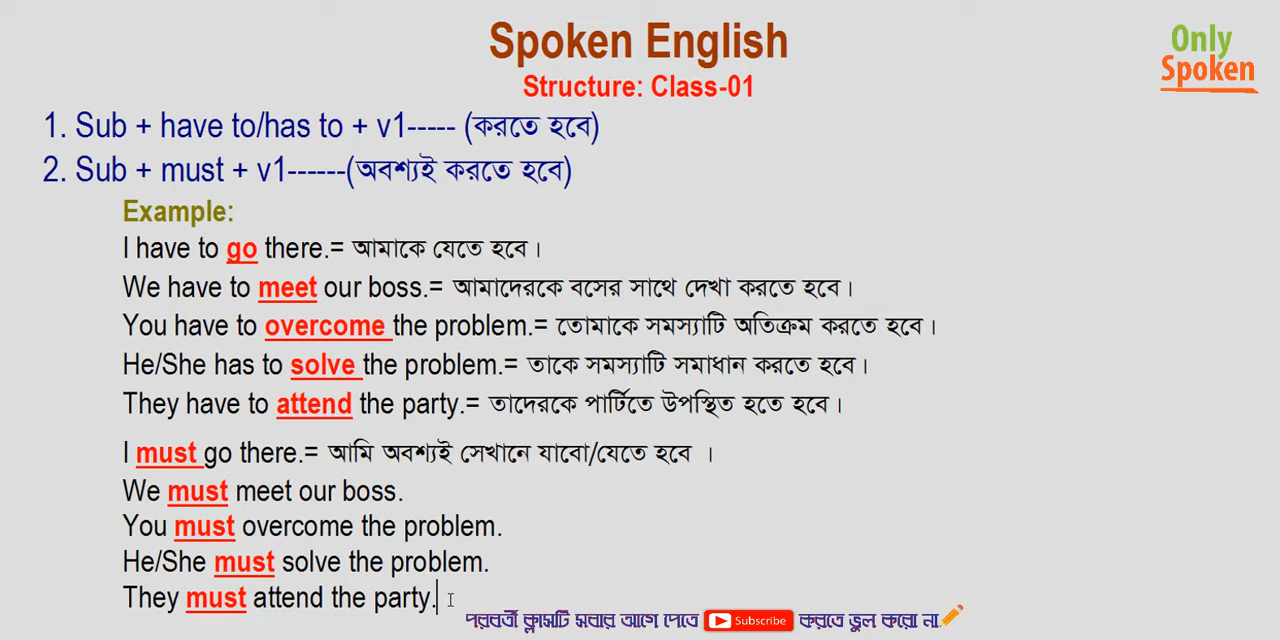 Spoken English
Only
Spoken
Structure: Class-01
1. Sub + have to/has to + v1----- (করতে হবে)
2. Sub + must + v1------(অবশ্যই করতে হবে)
Example:
I have to go there.= আমাকে যেতে হবে।
We have to meet our boss.= আমাদেরকে বসের সাথে দেখা করতে হবে।
You have to overcome the problem.= তোমাকে সমস্যাটি অতিক্রম করতে হবে।
He/She has to solve the problem.= তাকে সমস্যাটি সমাধান করতে হবে।
They have to attend the party.= তাদেরকে পার্টিতে উপস্থিত হতে হবে।
I must go there.= আমি অবশ্যই সেখানে যাবো/যেতে হবে ।
We must meet our boss.
You must overcome the problem.
He/She must solve the problem.
They must attend the party.
পরবর্তী ক্লাসটি সবার আগে পেতে Subscribe করতে ভুল করো না